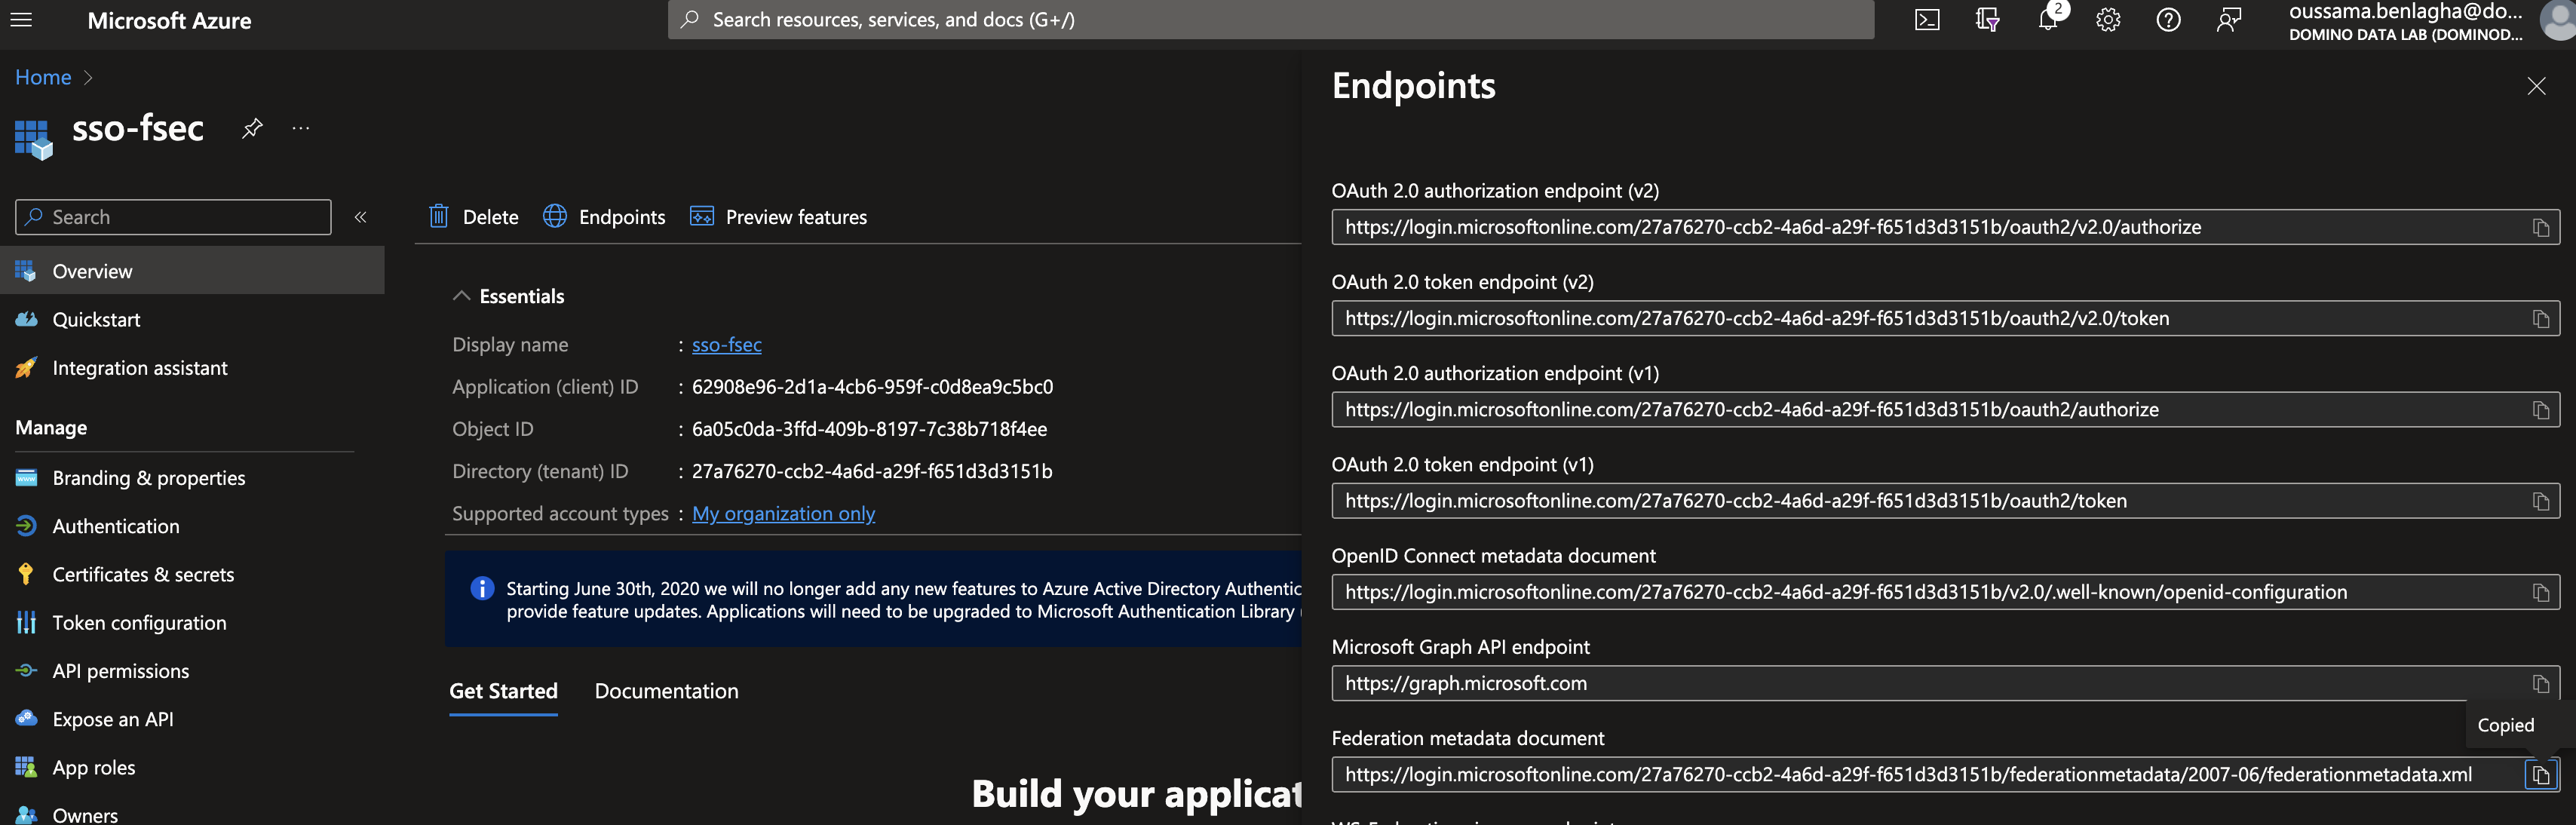 Microsoft Azure
Search resources, services, and docs (G+/)
2
oussama.benlagha@do...
DOMINO DATA LAB (DOMINOD...
Home
sso-fsec
...
Search
«
Overview
Quickstart
Integration assistant
Manage
Branding & properties
Authentication
Certificates & secrets
Token configuration
API permissions
Expose an API
App roles
Owners
Delete
Endpoints
Preview features
Essentials
Display name : sso-fsec
Application (client) ID : 62908e96-2d1a-4cb6-959f-c0d8ea9c5bc0
Object ID : 6a05c0da-3ffd-409b-8197-7c38b718f4ee
Directory (tenant) ID : 27a76270-ccb2-4a6d-a29f-f651d3d3151b
Supported account types : My organization only
Starting June 30th, 2020 we will no longer add any new features to Azure Active Directory Authentic
provide feature updates. Applications will need to be upgraded to Microsoft Authentication Library
Get Started
Documentation
Build your applicat
Endpoints
OAuth 2.0 authorization endpoint (v2)
https://login.microsoftonline.com/27a76270-ccb2-4a6d-a29f-f651d3d3151b/oauth2/v2.0/authorize
OAuth 2.0 token endpoint (v2)
https://login.microsoftonline.com/27a76270-ccb2-4a6d-a29f-f651d3d3151b/oauth2/v2.0/token
OAuth 2.0 authorization endpoint (v1)
https://login.microsoftonline.com/27a76270-ccb2-4a6d-a29f-f651d3d3151b/oauth2/authorize
OAuth 2.0 token endpoint (v1)
https://login.microsoftonline.com/27a76270-ccb2-4a6d-a29f-f651d3d3151b/oauth2/token
OpenID Connect metadata document
https://login.microsoftonline.com/27a76270-ccb2-4a6d-a29f-f651d3d3151b/v2.0/.well-known/openid-configuration
Microsoft Graph API endpoint
https://graph.microsoft.com
Copied
Federation metadata document
https://login.microsoftonline.com/27a76270-ccb2-4a6d-a29f-f651d3d3151b/federationmetadata/2007-06/federationmetadata.xml